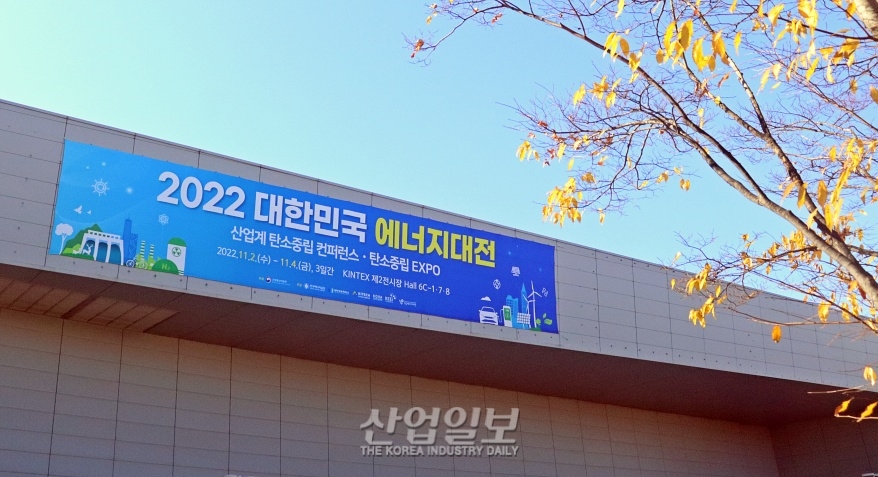 2022 대한민국 에너지대전
산업계 탄소중립 컨퍼런스 · 탄소중립 EXPO
2022.11.2.(수) ~ 11.4.(금), 3일간 KINTEX 제2전시장 Hall 6C·1·7·8
H₂
산업일보
THE KOREA INDUSTRY DAILY